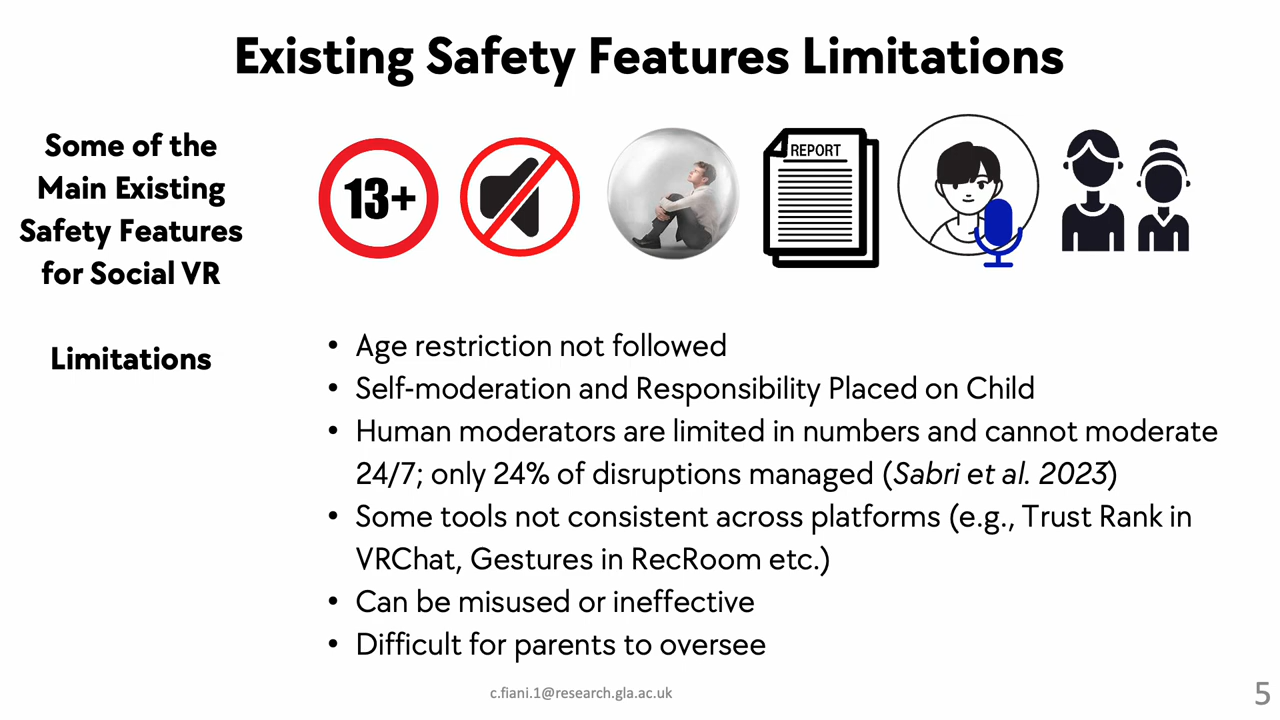 Existing Safety Features Limitations
Some of the
Main Existing
Safety Features
for Social VR
13+
REPORT
Limitations
• Age restriction not followed
• Self-moderation and Responsibility Placed on Child
• Human moderators are limited in numbers and cannot moderate
24/7; only 24% of disruptions managed (Sabri et al. 2023)
• Some tools not consistent across platforms (e.g., Trust Rank in
VRChat, Gestures in RecRoom etc.)
• Can be misused or ineffective
• Difficult for parents to oversee
c.fiani.1@research.gla.ac.uk
5